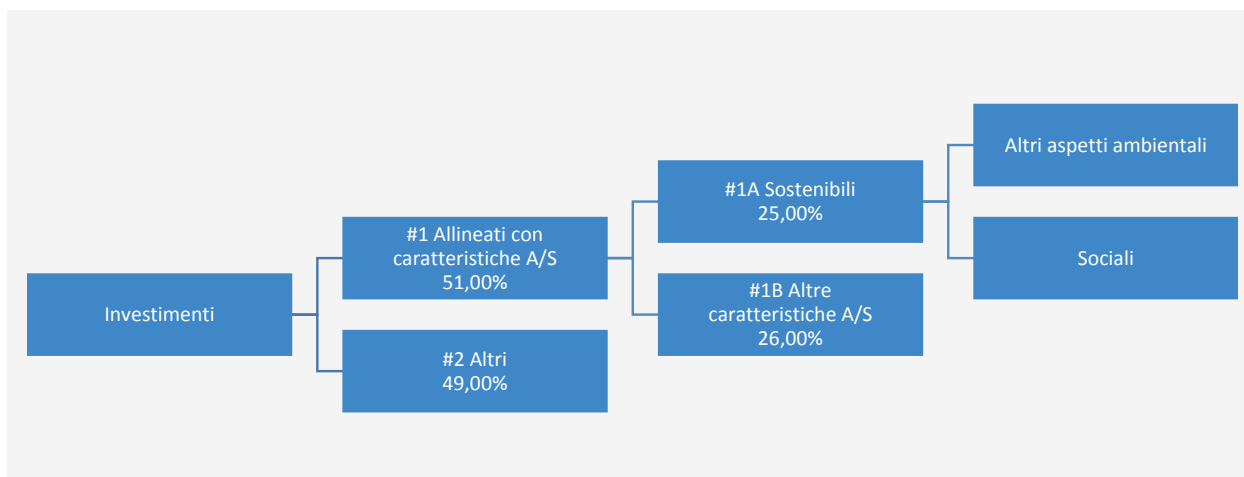 Investimenti
#1 Allineati con
caratteristiche A/S
51,00%
#2 Altri
49,00%
#1A Sostenibili
25,00%
#1B Altre
caratteristiche A/S
26,00%
Altri aspetti ambientali
Sociali